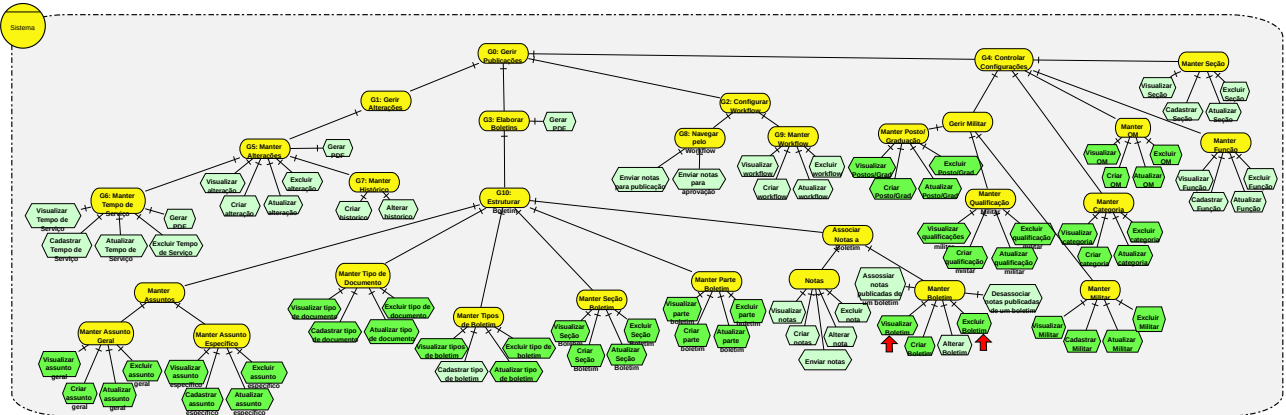 Sistema
G0: Gerir
Publicações
G4: Controlar
Configurações
Manter Seção
Visualizar
Seção
Excluir
Seção
Cadastrar
Seção
Atualizar
Seção
G1: Gerir
Alterações
G3: Elaborar
Boletins
Gerar
PDF
G2: Configurar
Workflow
G8: Navegar
pelo
Workflow
G9: Manter
Workflow
Enviar notas
para publicação
Enviar notas
para
aprovação
Visualizar
workflow
Excluir
workflow
Criar
workflow
Atualizar
workflow
Gerir Militar
Manter Posto/
Graduação
Visualizar
Postos/Grad
Excluir
Posto/Grad
Criar
Posto/Grad
Atualizar
Posto/Grad
Manter
OM
Visualizar
OM
Excluir
OM
Criar
OM
Atualizar
OM
Manter
Função
Visualizar
Função
Excluir
Função
Cadastrar
Função
Atualizar
Função
G5: Manter
Alterações
Gerar
PDF
Visualizar
alteração
Excluir
alteração
Criar
alteração
Atualizar
alteração
G7: Manter
Histórico
Criar
historico
Alterar
historico
G6: Manter
Tempo de
Serviço
Visualizar
Tempo de
Serviço
Gerar
PDF
Cadastrar
Tempo de
Serviço
Atualizar
Tempo de
Serviço
Excluir Tempo
de Serviço
G10:
Estruturar
Boletim
Manter
Qualificação
Militar
Visualizar
qualificações
militar
Excluir
qualificação
militar
Criar
qualificação
militar
Atualizar
qualificação
militar
Manter
Categoria
Visualizar
categoria
Excluir
categoria
Criar
categoria
Atualizar
categoria
Associar
Notas a
Boletim
Manter
Assuntos
Manter Tipo de
Documento
Visualizar tipo
de documento
Excluir tipo
de documento
Cadastrar tipo
de documento
Atualizar tipo
de documento
Manter Tipos
de Boletim
Visualizar tipos
de boletim
Excluir tipo de
boletim
Cadastrar tipo
de boletim
Atualizar tipo
de boletim
Manter Seção
Boletim
Visualizar
Seção
Boletim
Excluir
Seção
Boletim
Criar
Seção
Boletim
Atualizar
Seção
Boletim
Manter Parte
Boletim
Visualizar
parte
boletim
Excluir
parte
boletim
Criar
parte
boletim
Atualizar
parte
boletim
Notas
Visualizar
notas
Excluir
nota
Criar
notas
Alterar
nota
Enviar notas
Assossiar
notas
publicadas de
um boletim
Manter
Boletim
Desassociar
notas publicadas
de um boletim
Visualizar
Boletim
Excluir
Boletim
Criar
Boletim
Alterar
Boletim
Manter
Militar
Visualizar
Militar
Excluir
Militar
Cadastrar
Militar
Atualizar
Militar
Manter Assunto
Geral
Visualizar
assunto
geral
Excluir
assunto
geral
Criar
assunto
geral
Atualizar
assunto
geral
Manter Assunto
Específico
Visualizar
assunto
específico
Excluir
assunto
específico
Cadastrar
assunto
específico
Atualizar
assunto
específico